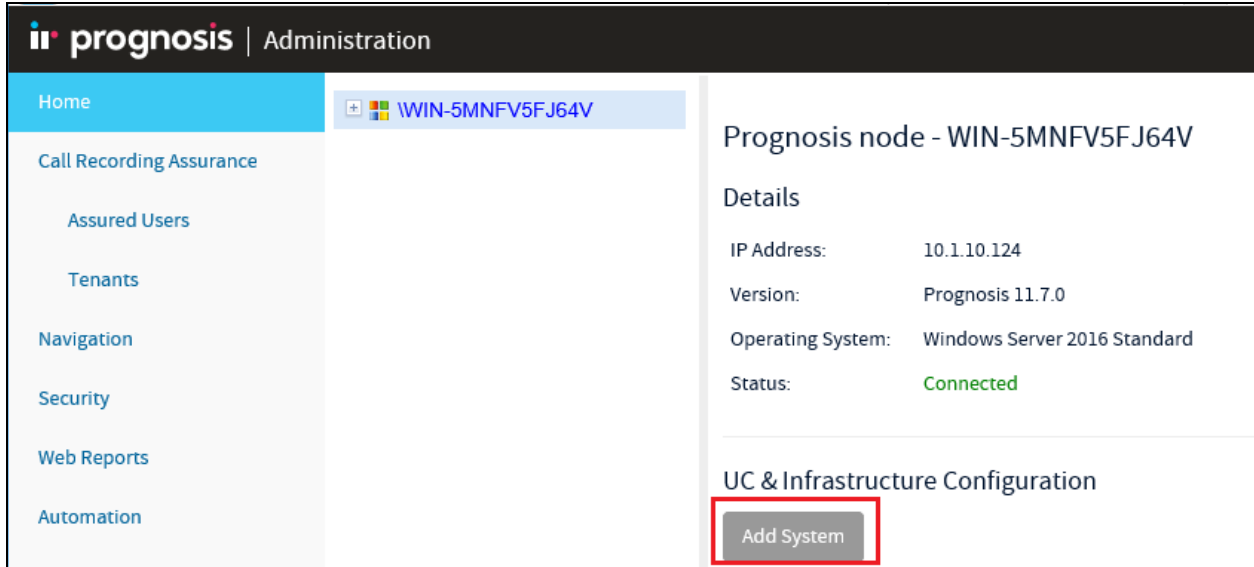 ir prognosis | Administration
Home
Call Recording Assurance
Assured Users
Tenants
Navigation
Security
Web Reports
Automation
\WIN-5MNFV5FJ64V
Prognosis node - WIN-5MNFV5FJ64V
Details
IP Address: 10.1.10.124
Version: Prognosis 11.7.0
Operating System: Windows Server 2016 Standard
Status: Connected
UC & Infrastructure Configuration
Add System